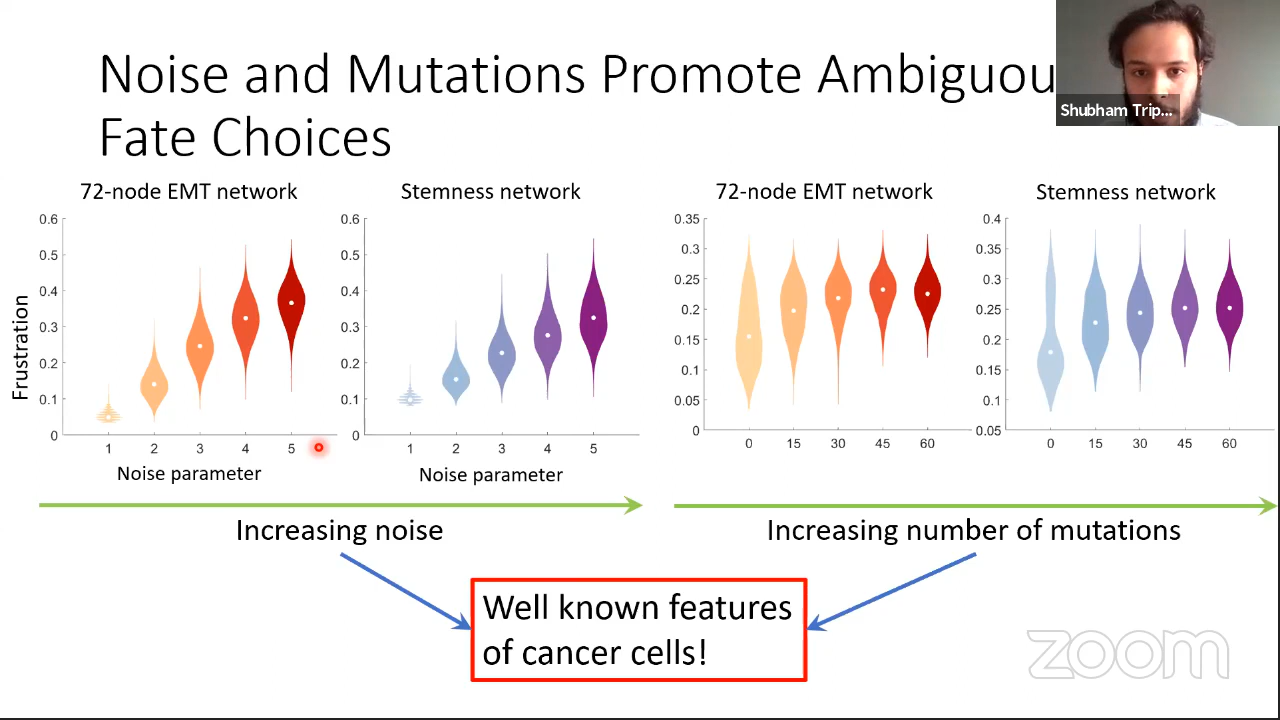 Noise and Mutations Promote Ambiguou
Fate Choices
Shubham Trip...
72-node EMT network
Stemness network
72-node EMT network
Stemness network
Frustration
0.6
0.5
0.4
0.3
0.2
0.1
0
1 2 3 4 5
Noise parameter
0.6
0.5
0.4
0.3
0.2
0.1
0
1 2 3 4 5
Noise parameter
0.35
0.3
0.25
0.2
0.15
0.1
0.05
0
0 15 30 45 60
0.4
0.35
0.3
0.25
0.2
0.15
0.1
0.05
0 15 30 45 60
Increasing noise
Increasing number of mutations
Well known features
of cancer cells!
zoom